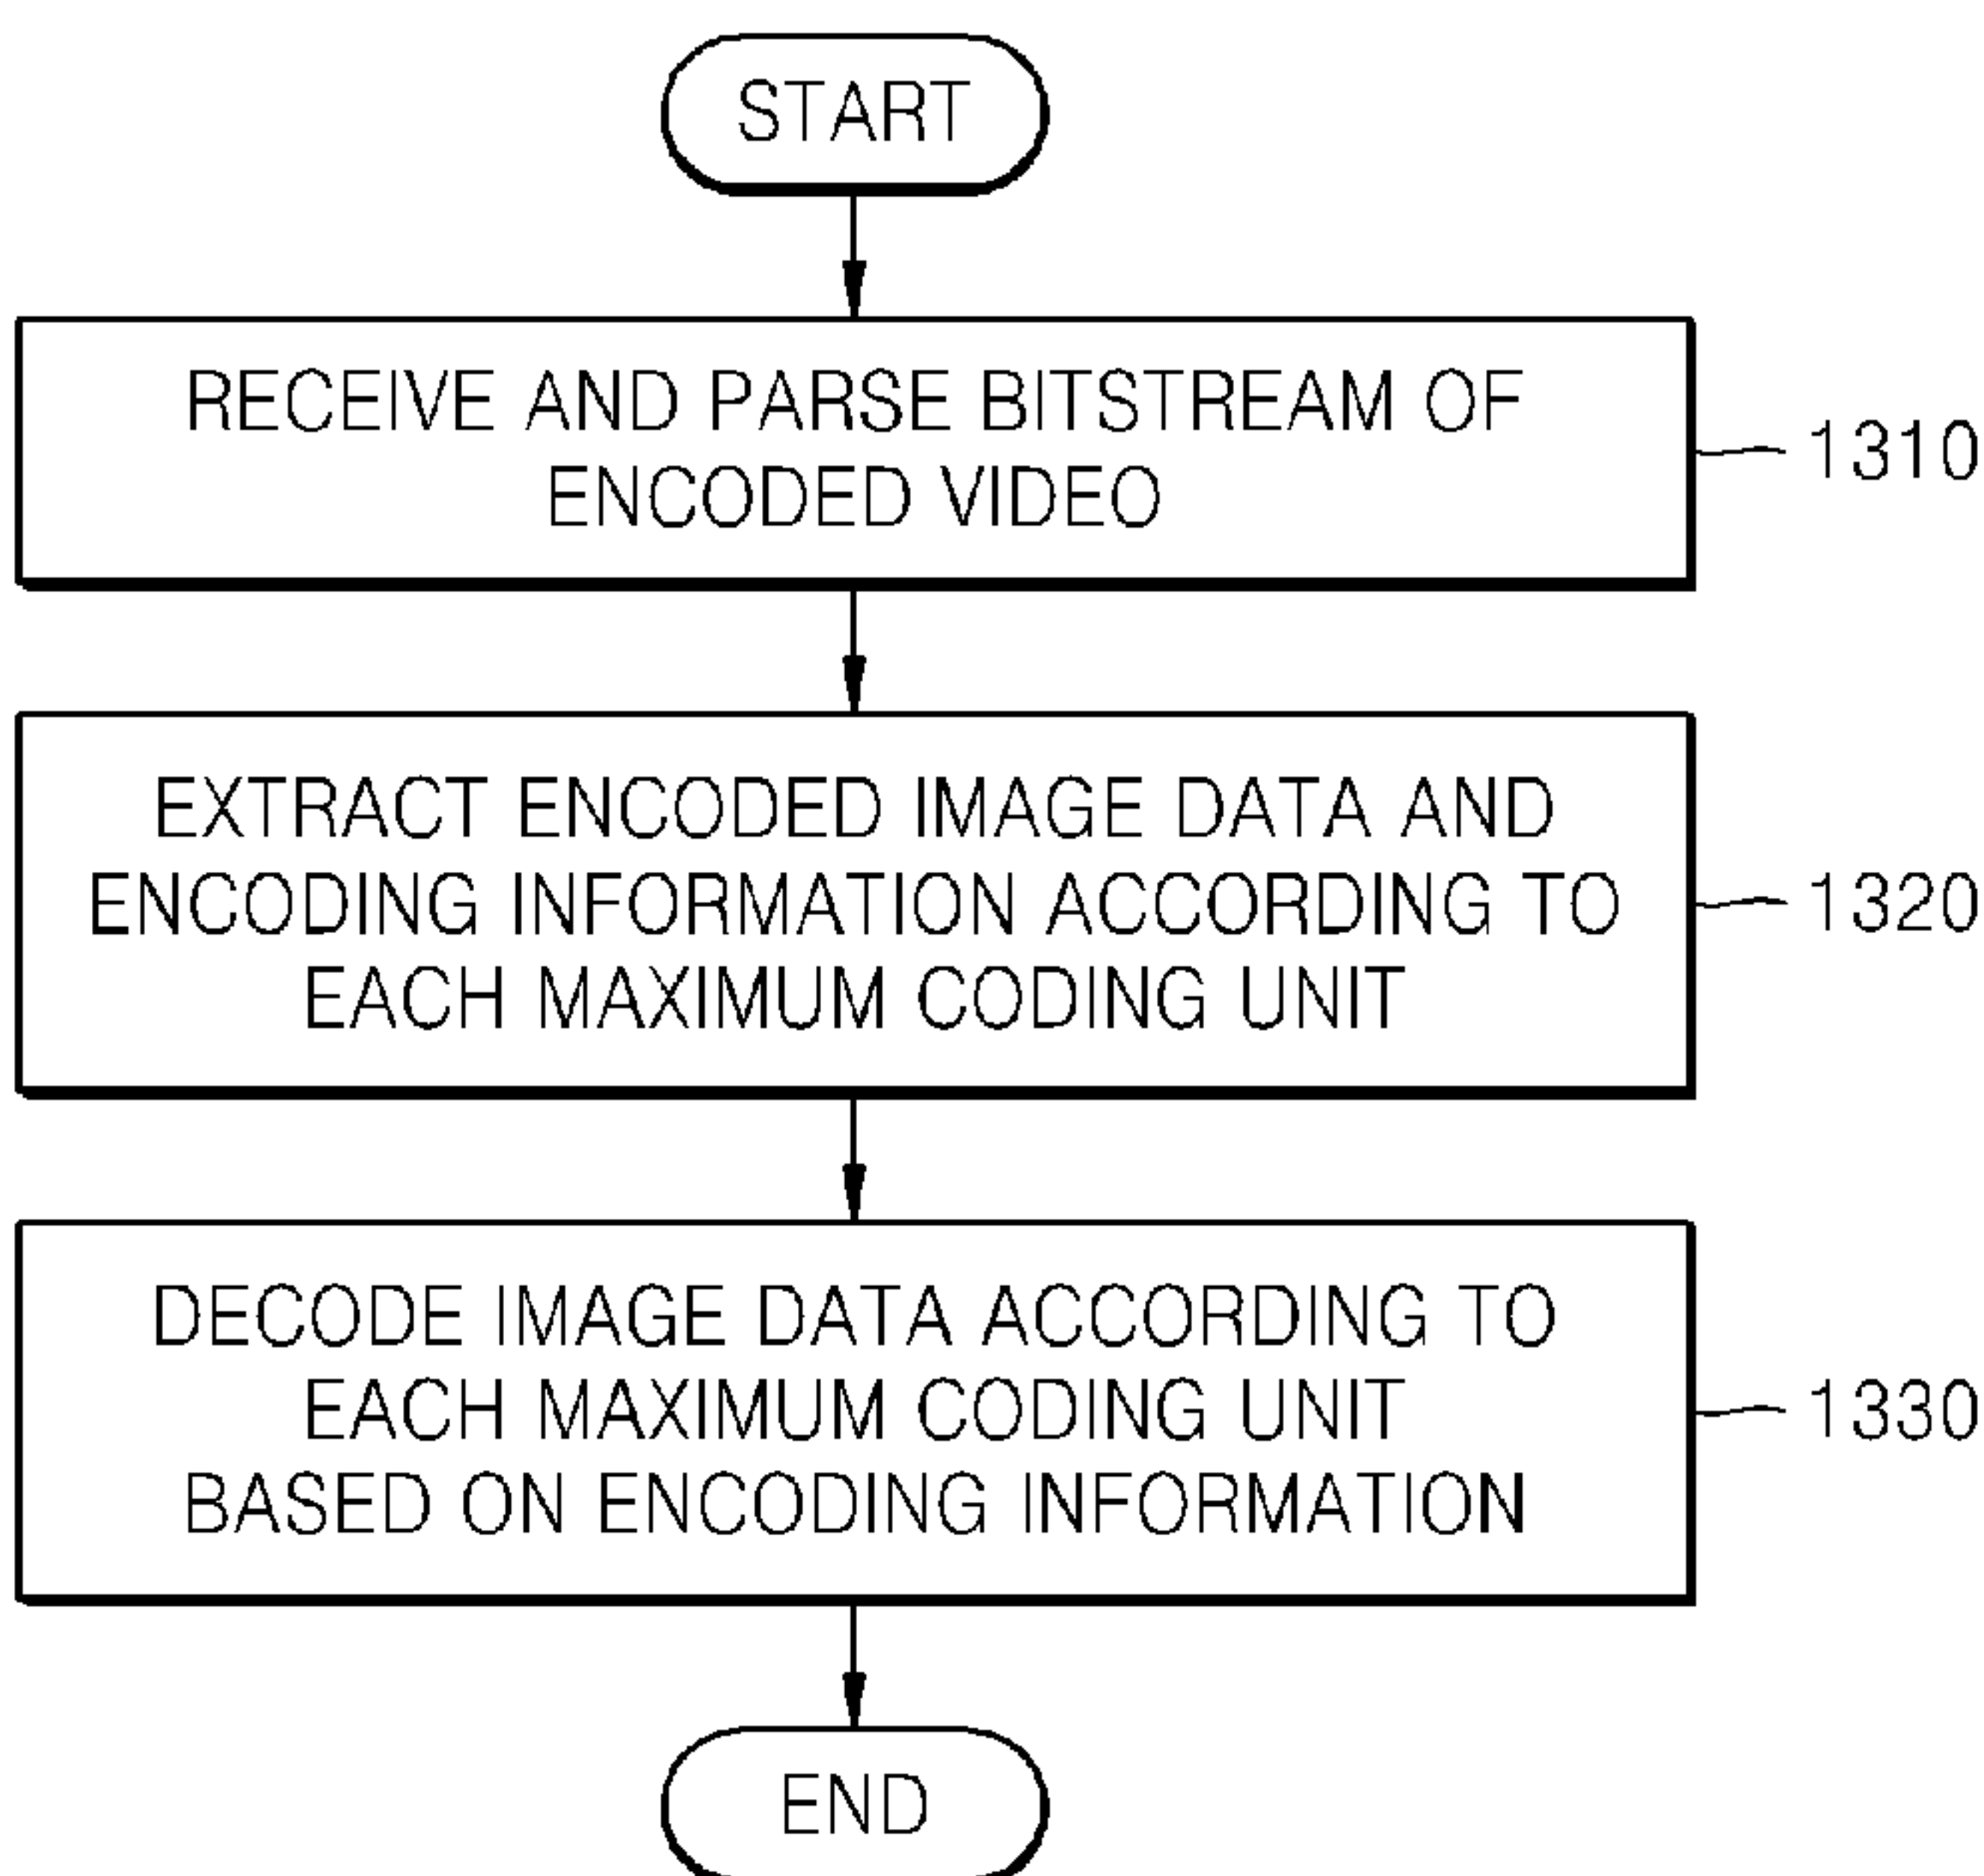 START
RECEIVE AND PARSE BITSTREAM OF
ENCODED VIDEO
1310
EXTRACT ENCODED IMAGE DATA AND
ENCODING INFORMATION ACCORDING TO
EACH MAXIMUM CODING UNIT
1320
DECODE IMAGE DATA ACCORDING TO
EACH MAXIMUM CODING UNIT
BASED ON ENCODING INFORMATION
1330
END